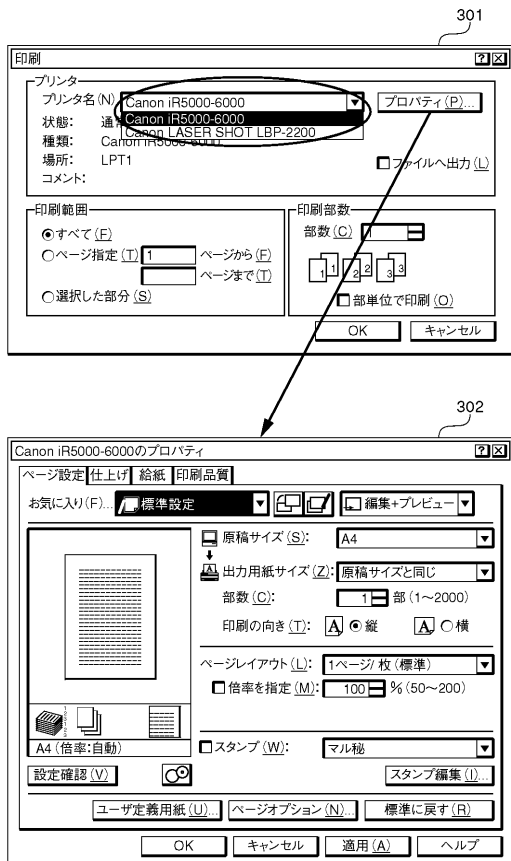 301
印刷
プリンタ
プリンタ名(N) Canon iR5000-6000 プロパティ(P)...
Canon iR5000-6000
Canon LASER SHOT LBP-2200
状態: 通常
種類: Canon iR5000-6000
場所: LPT1
コメント:
ファイルへ出力(L)
印刷範囲
すべて(F)
ページ指定(T) 1 ページから(F)
ページまで(T)
選択した部分(S)
印刷部数
部数(C) 1
1 1 2 2 3 3
部単位で印刷(O)
OK キャンセル
302
Canon iR5000-6000のプロパティ
ページ設定 仕上げ 給紙 印刷品質
お気に入り(F)... 標準設定 編集+プレビュー
原稿サイズ(S): A4
出力用紙サイズ(Z): 原稿サイズと同じ
部数(C): 1 部(1~2000)
印刷の向き(T): A 縦 A 横
ページレイアウト(L): 1ページ/枚(標準)
倍率を指定(M): 100 %(50~200)
A4(倍率:自動)
スタンプ(W): マル秘
設定確認(V) スタンプ編集(I)...
ユーザ定義用紙(U)... ページオプション(N)... 標準に戻す(R)
OK キャンセル 適用(A) ヘルプ